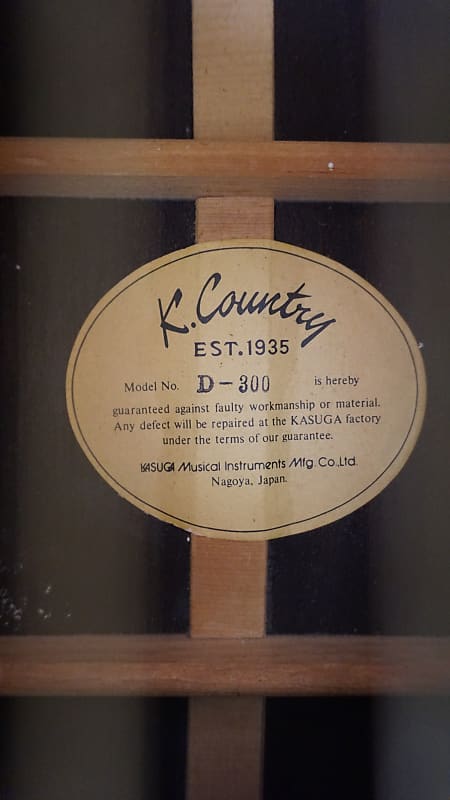 K. Country
EST.1935
Model No. D-300 is hereby
guaranteed against faulty workmanship or material.
Any defect will be repaired at the KASUGA factory
under the terms of our guarantee.
KASUGA Musical Instruments Mfg. Co.,Ltd.
Nagoya, Japan.